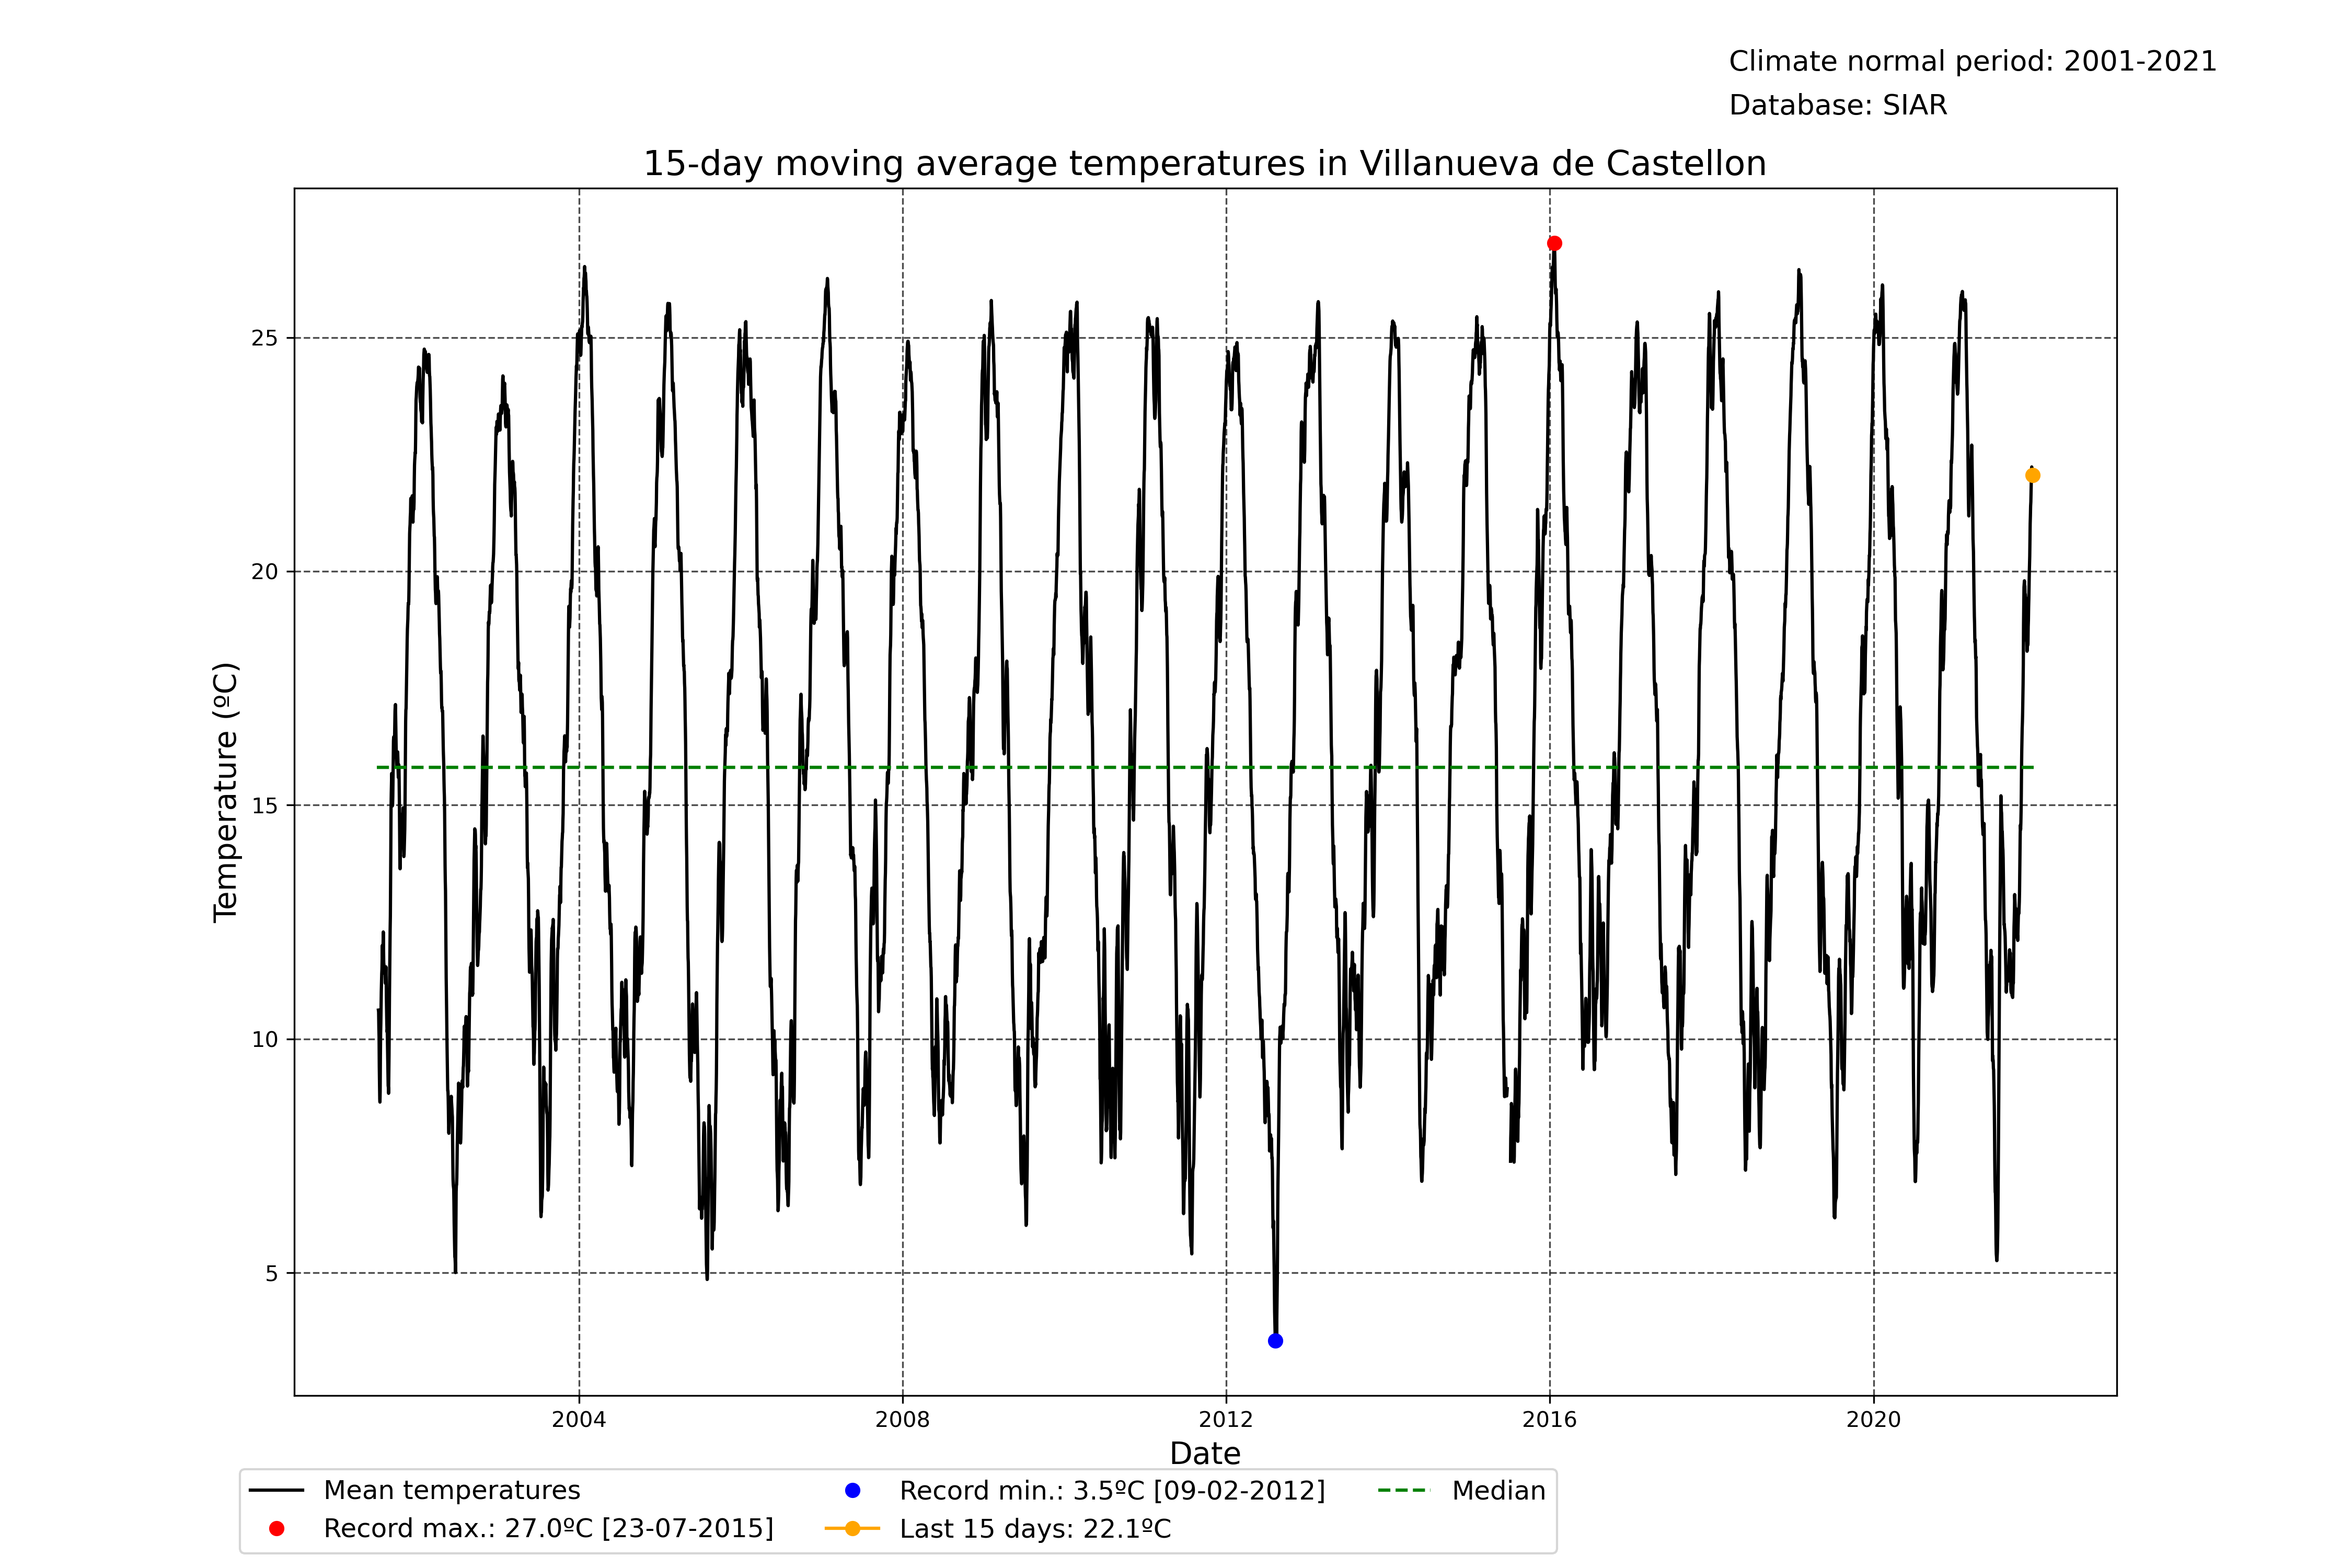 Climate normal period: 2001-2021
Database: SIAR
15-day moving average temperatures in Villanueva de Castellon
Temperature (ºC)
25
20
15
10
5
2004
2008
2012
2016
2020
Date
Mean temperatures
Record max.: 27.0ºC [23-07-2015]
Record min.: 3.5ºC [09-02-2012]
Last 15 days: 22.1ºC
Median